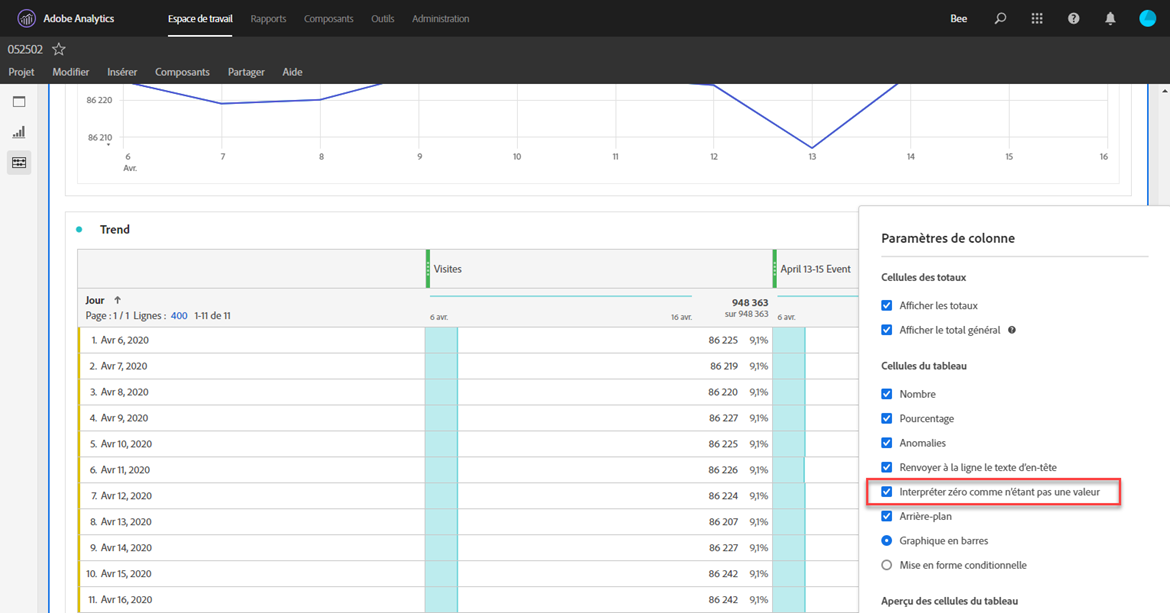 Adobe Analytics Espace de travail Rapports Composants Outils Administration Bee
052502
Projet Modifier Insérer Composants Partager Aide
86 220
86 210
6 7 8 9 10 11 12 13 14 15 16
Avr.
Trend
Visites April 13-15 Event
Jour 948 363
Page : 1 / 1 Lignes : 400 1-11 de 11 6 avr. 16 avr. sur 948 363 6 avr.
1. Avr 6, 2020 86 225 9,1%
2. Avr 7, 2020 86 219 9,1%
3. Avr 8, 2020 86 220 9,1%
4. Avr 9, 2020 86 227 9,1%
5. Avr 10, 2020 86 225 9,1%
6. Avr 11, 2020 86 226 9,1%
7. Avr 12, 2020 86 224 9,1%
8. Avr 13, 2020 86 207 9,1%
9. Avr 14, 2020 86 227 9,1%
10. Avr 15, 2020 86 242 9,1%
11. Avr 16, 2020 86 242 9,1%
Paramètres de colonne
Cellules des totaux
Afficher les totaux
Afficher le total général
Cellules du tableau
Nombre
Pourcentage
Anomalies
Renvoyer à la ligne le texte d'en-tête
Interpréter zéro comme n'étant pas une valeur
Arrière-plan
Graphique en barres
Mise en forme conditionnelle
Aperçu des cellules du tableau